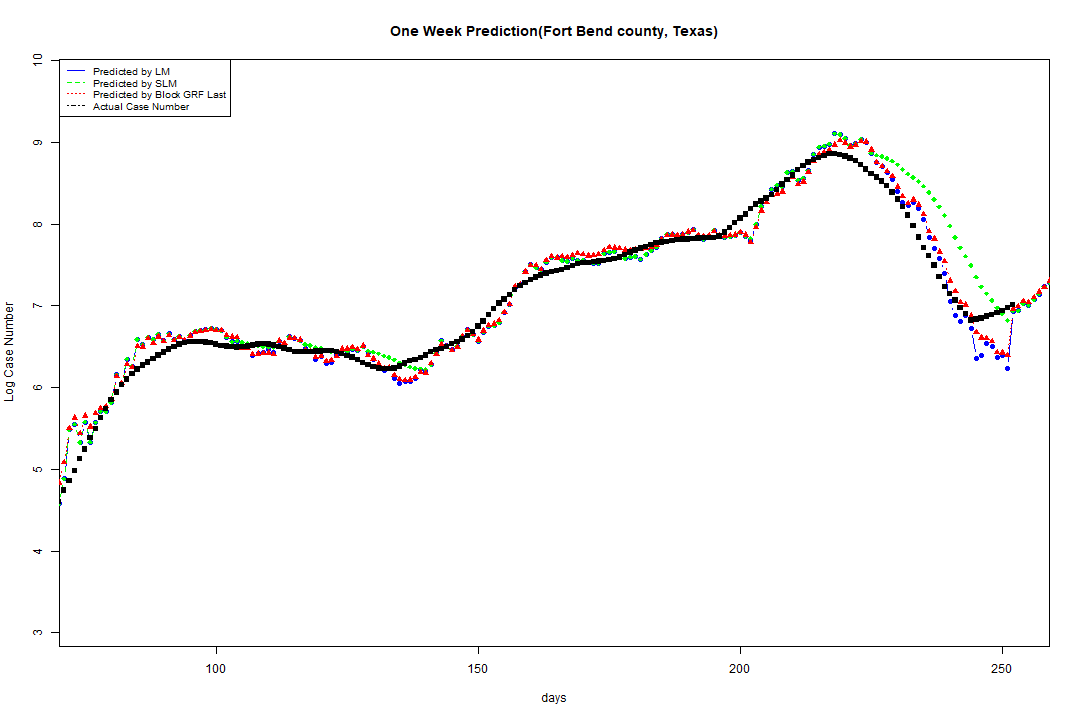 One Week Prediction(Fort Bend county, Texas)
Predicted by LM
Predicted by SLM
Predicted by Block GRF Last
Actual Case Number
Log Case Number
10
9
8
7
6
5
4
3
100 150 200 250
days